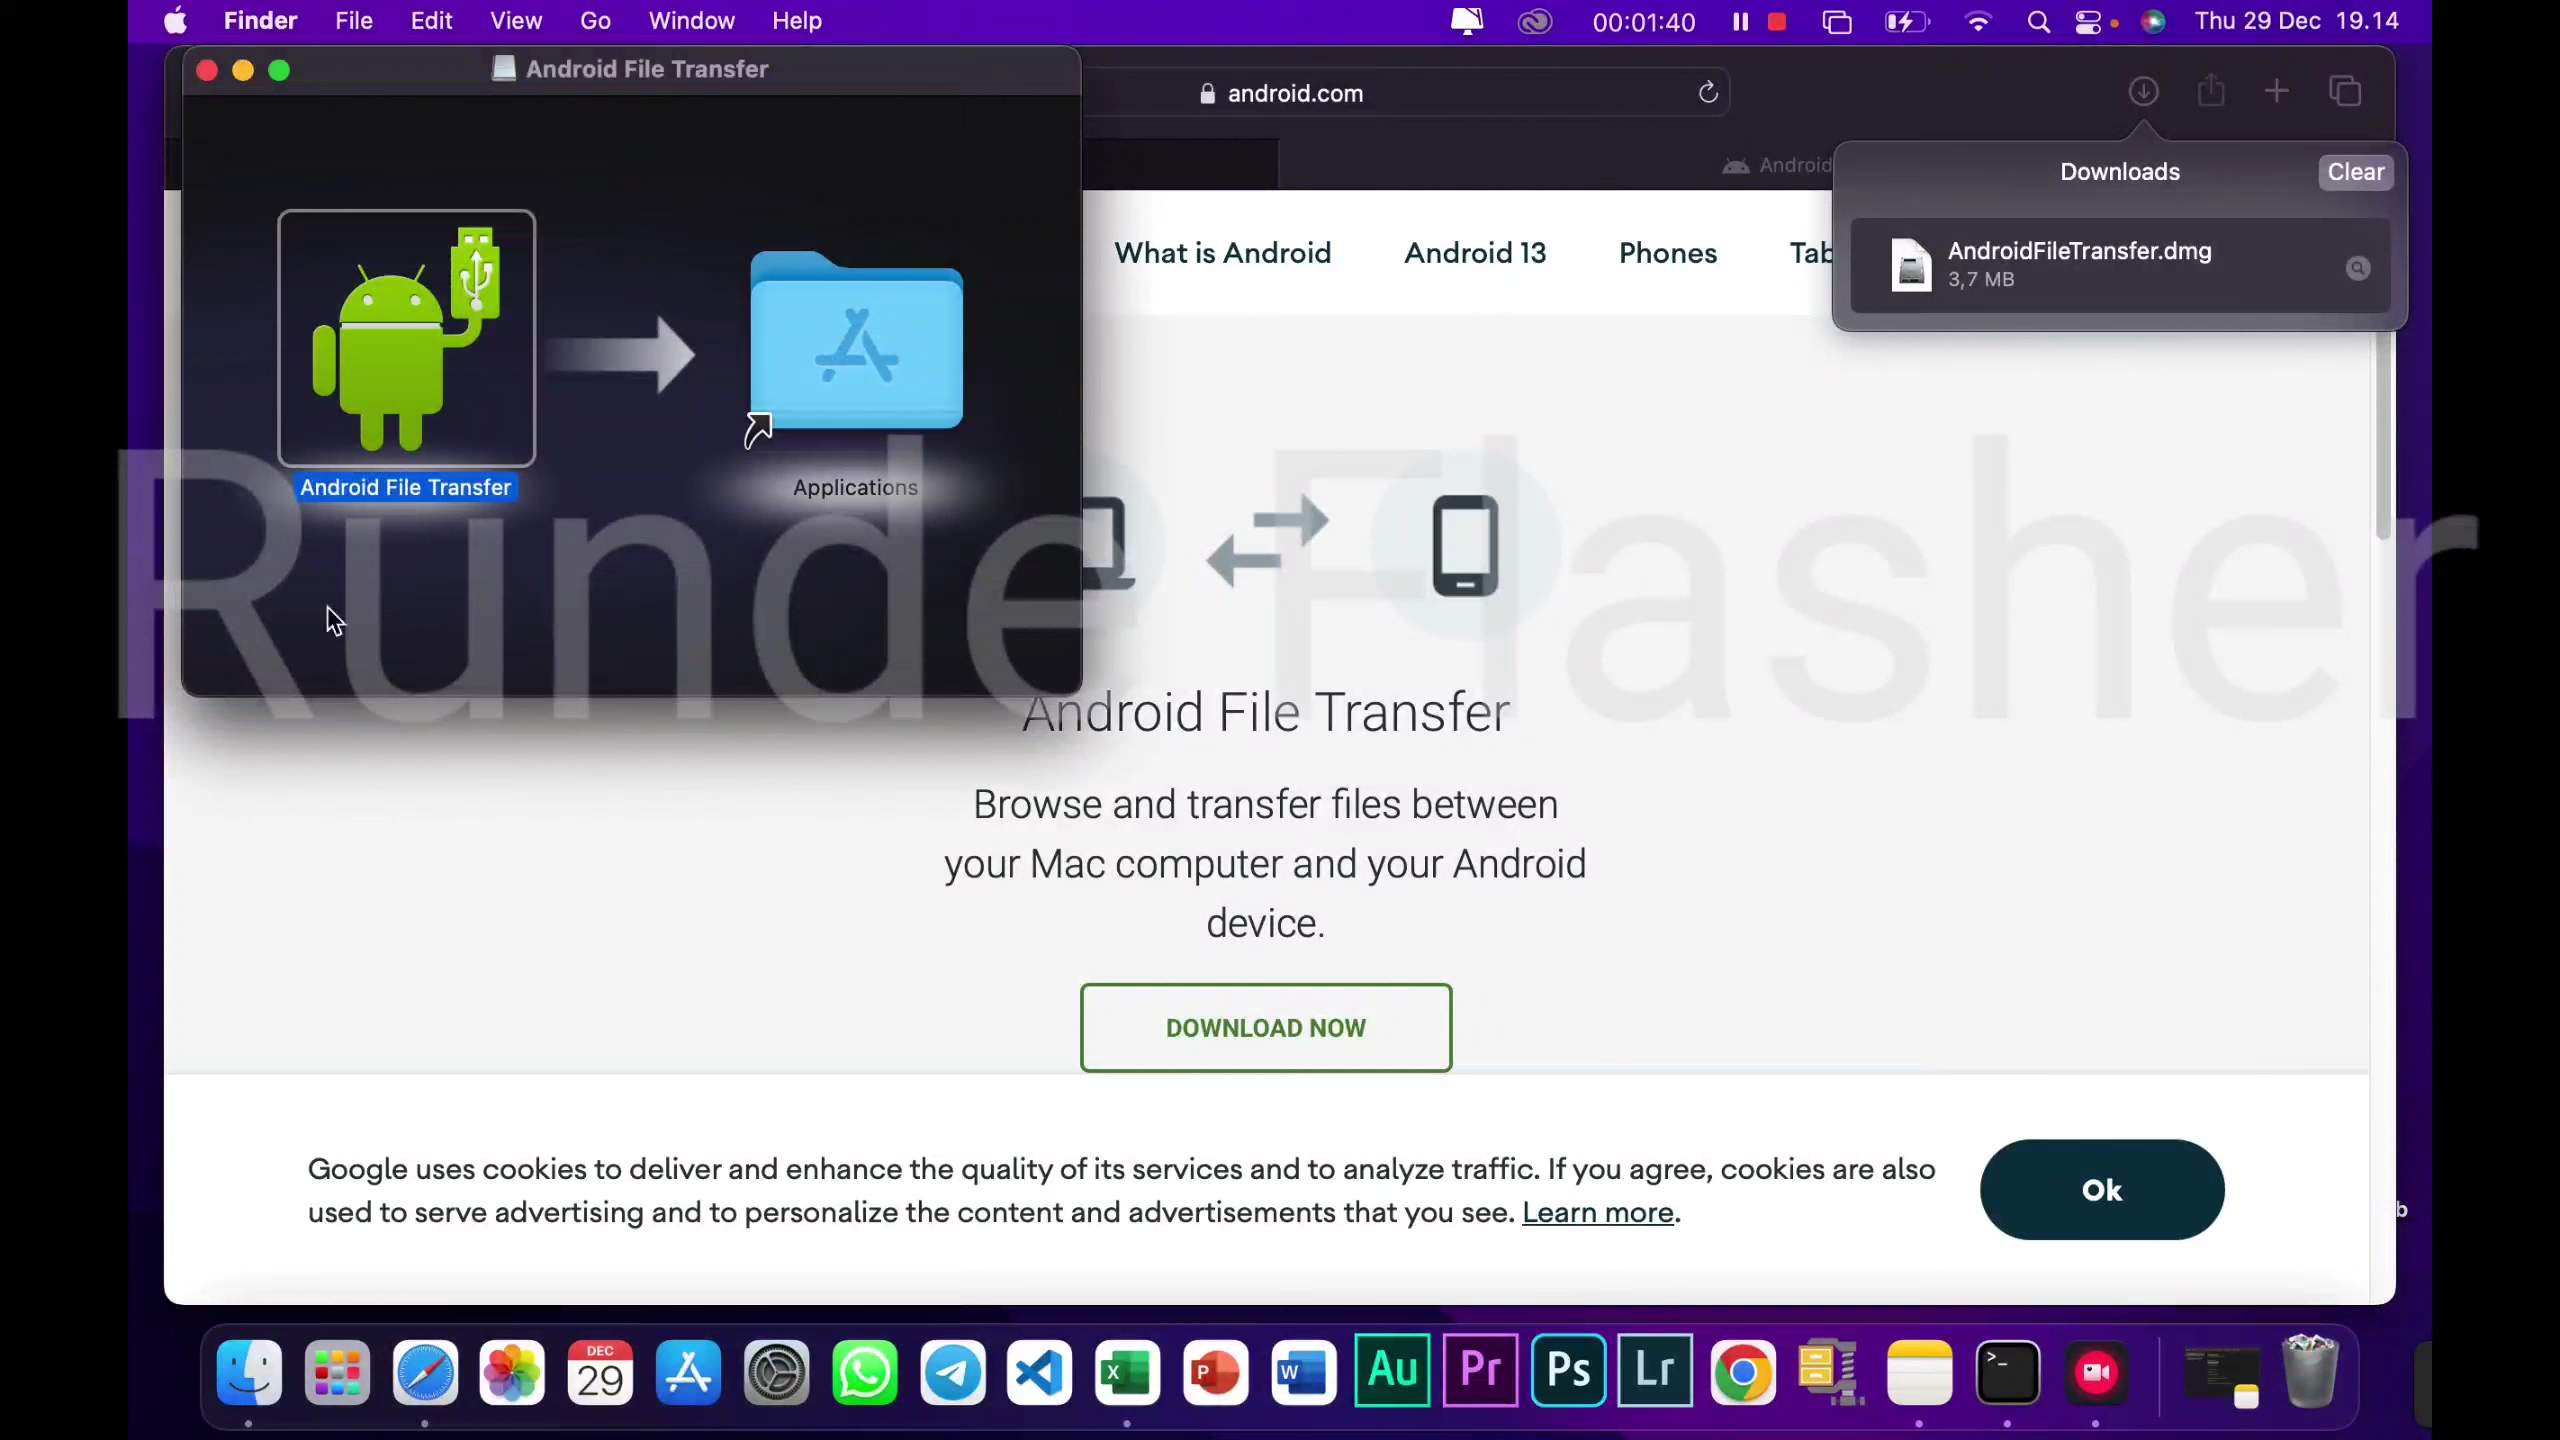 Finder File Edit View Go Window Help 00:01:40 Thu 29 Dec 19.14
Android File Transfer
android.com
Android
Downloads
Clear
AndroidFileTransfer.dmg
3,7 MB
What is Android Android 13 Phones Tab
Android File Transfer
Applications
Runde Flasher
Android File Transfer
Browse and transfer files between
your Mac computer and your Android
device.
DOWNLOAD NOW
Google uses cookies to deliver and enhance the quality of its services and to analyze traffic. If you agree, cookies are also
used to serve advertising and to personalize the content and advertisements that you see. Learn more.
Ok
b
DEC
29
X
P
W
Au
Pr
Ps
Lr
>_